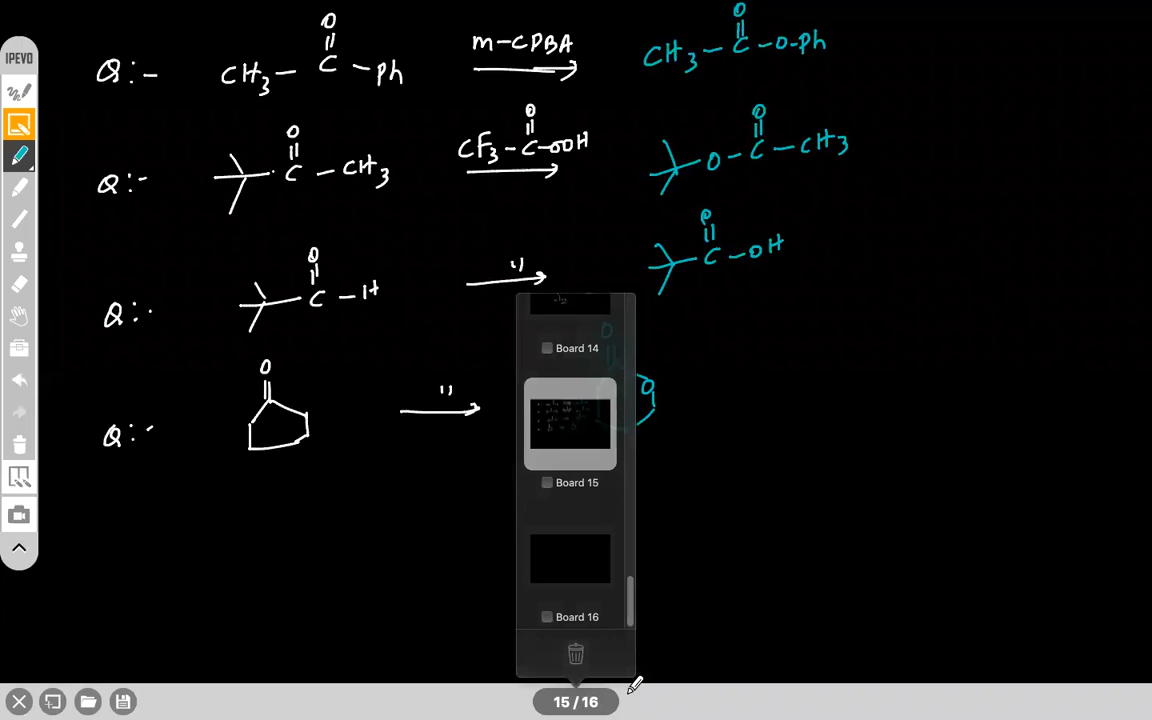 IPEVO
Q:- CH3 - C(=O) - Ph m-CPBA CH3 - C(=O) - O-Ph
Q:- C(=O) - CH3 CF3 - C(=O) - OOH O - C(=O) - CH3
Q:- C(=O) - H " C(=O) - OH
Q:- O " O O
Board 14
Board 15
Board 16
15 / 16